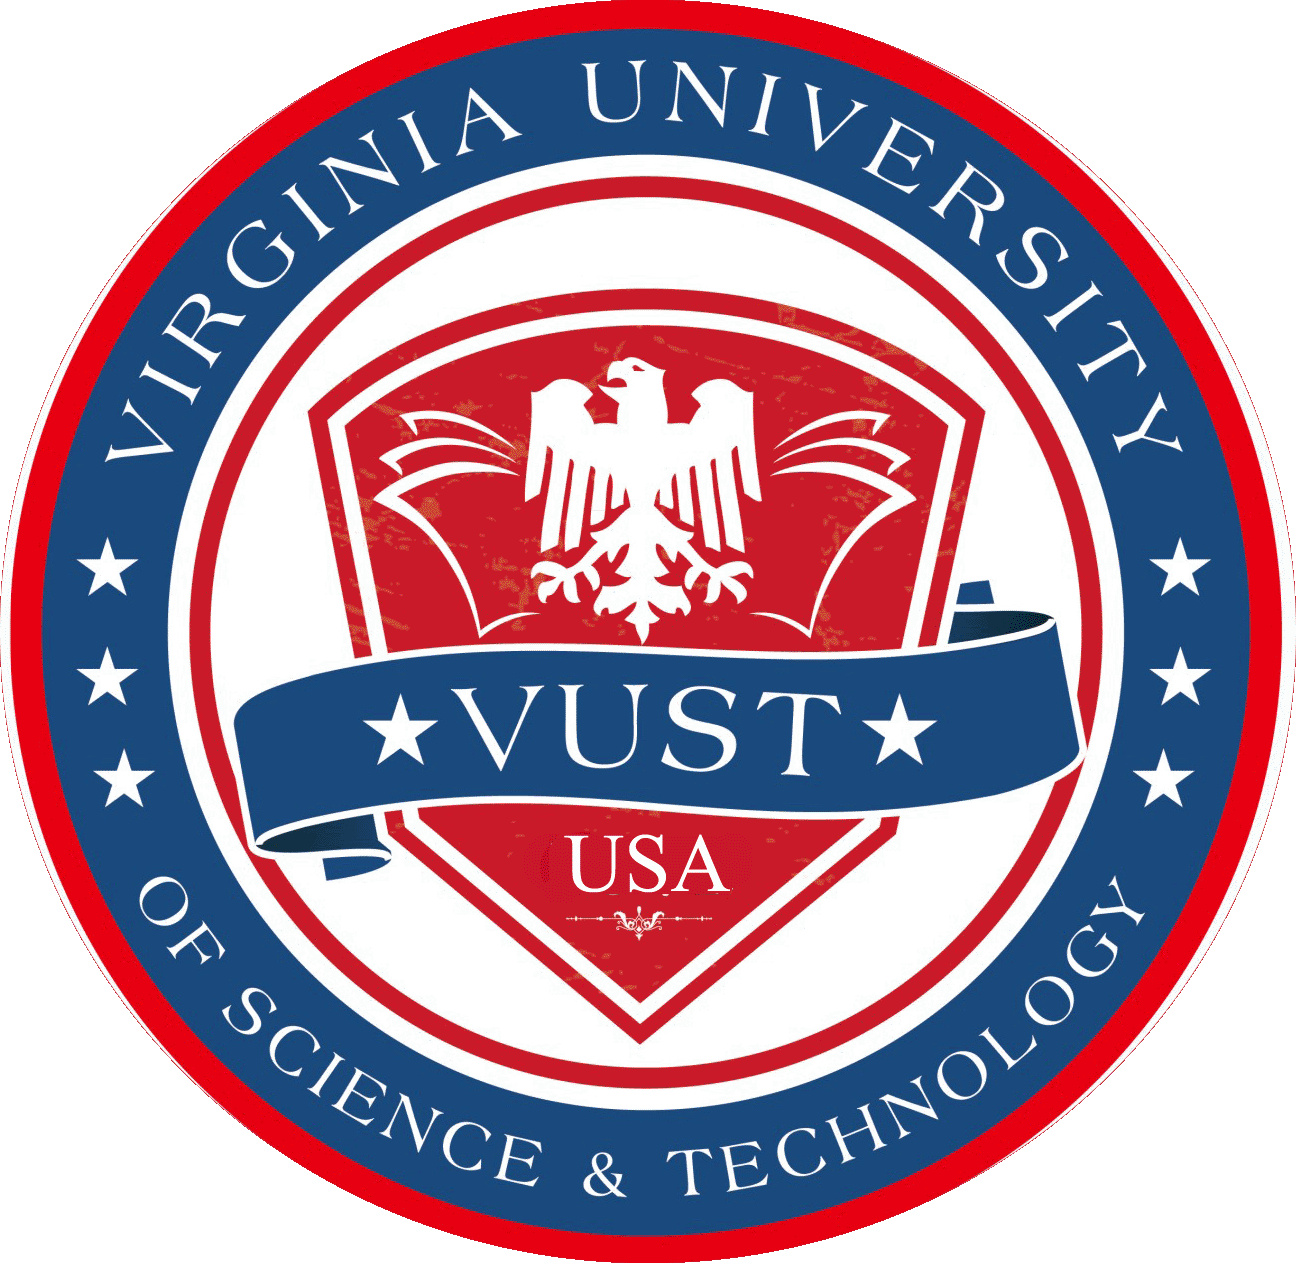 VIRGINIA UNIVERSITY
VUST
USA
OF SCIENCE & TECHNOLOGY